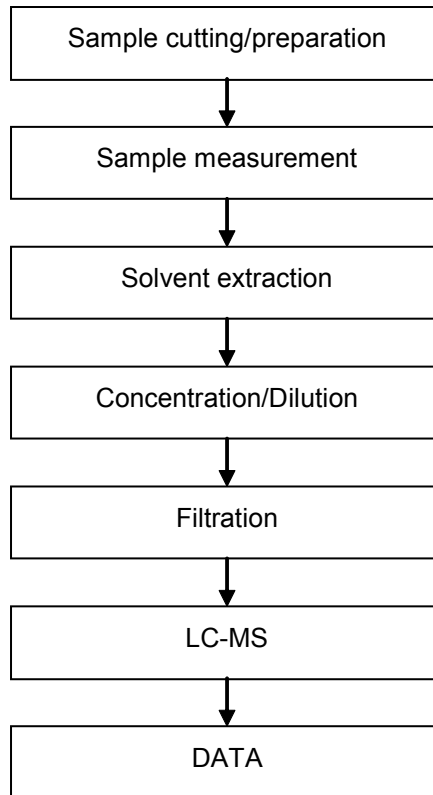 Sample cutting/preparation
Sample measurement
Solvent extraction
Concentration/Dilution
Filtration
LC-MS
DATA